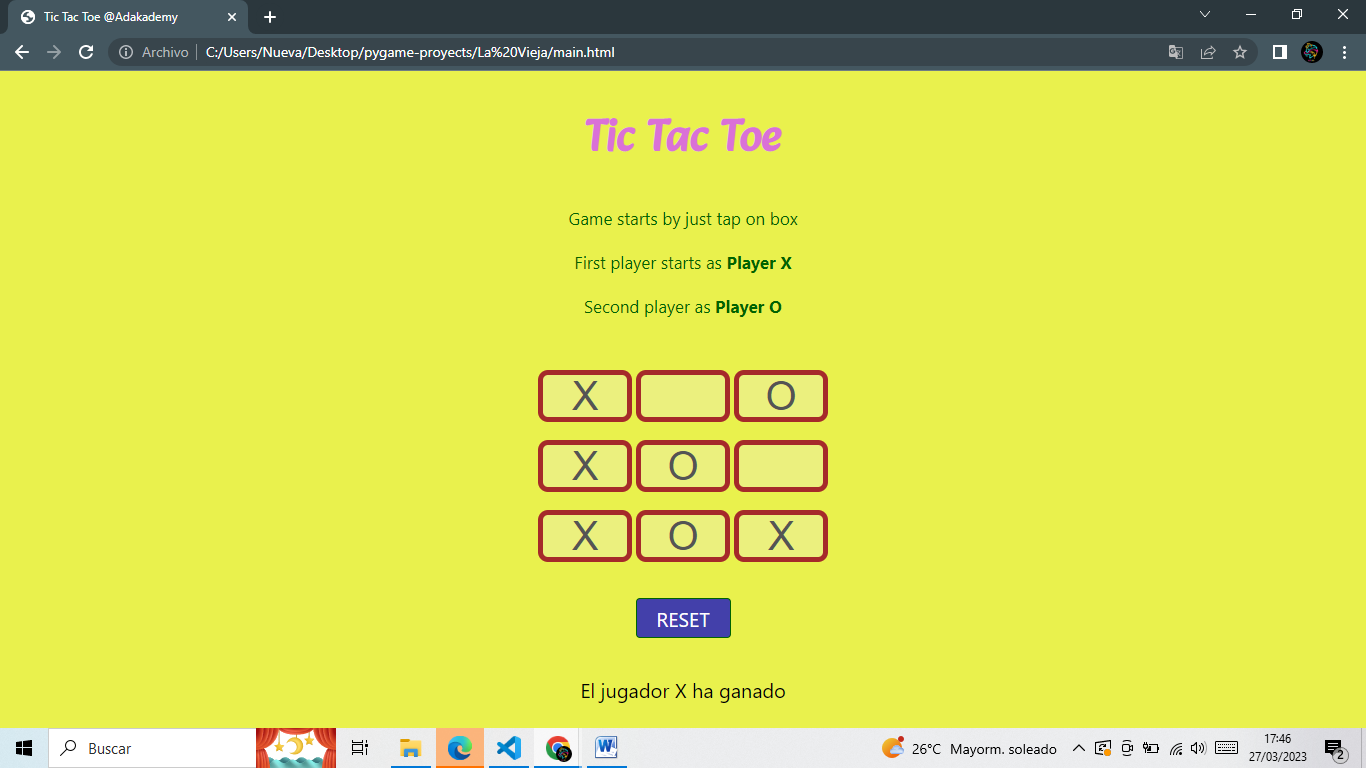 Tic Tac Toe @Adakademy
Archivo C:/Users/Nueva/Desktop/pygame-proyects/La%20Vieja/main.html
Tic Tac Toe
Game starts by just tap on box
First player starts as Player X
Second player as Player O
X O
X O
X O X
RESET
El jugador X ha ganado
Buscar
26°C Mayorm. soleado
17:46
27/03/2023
2